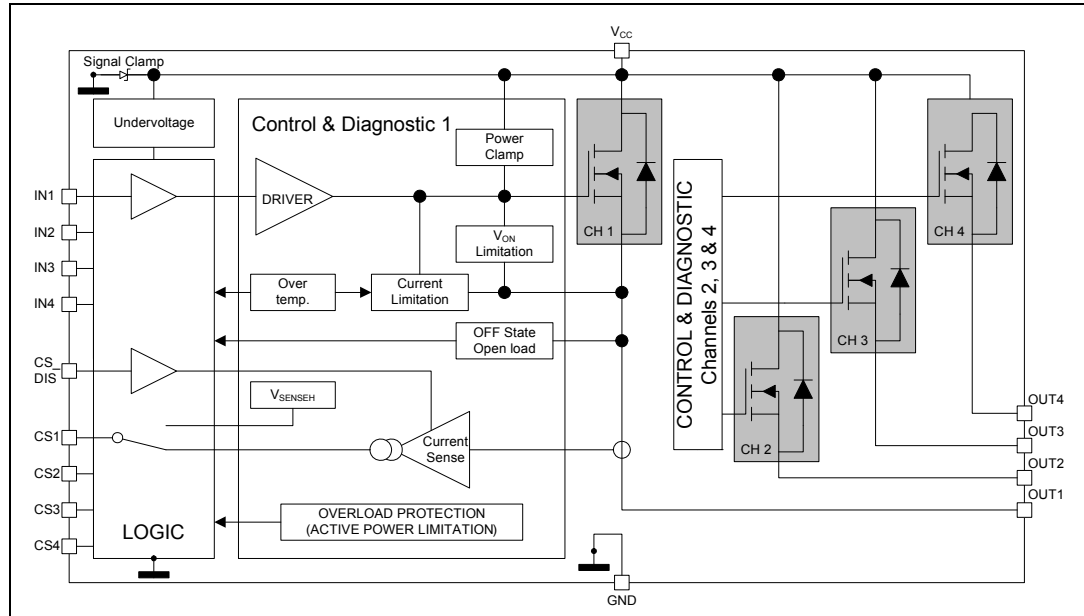 VCC
Signal Clamp
Undervoltage
Control & Diagnostic 1
Power
Clamp
IN1
DRIVER
CH 1
CONTROL & DIAGNOSTIC
Channels 2, 3 & 4
CH 4
IN2
VON
Limitation
IN3
IN4
Over
temp.
Current
Limitation
CH 3
OFF State
Open load
CS_
DIS
VSENSEH
CH 2
OUT4
CS1
Current
Sense
OUT3
CS2
OUT2
CS3
OVERLOAD PROTECTION
(ACTIVE POWER LIMITATION)
OUT1
LOGIC
CS4
GND